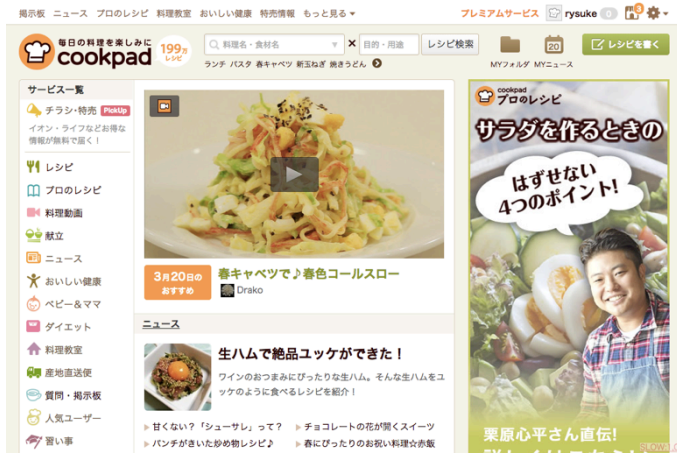 掲示板 ニュース プロのレシピ 料理教室 おいしい健康 特売情報 もっと見る▼
プレミアムサービス rysuke 0 3
毎日の料理を楽しみに
cookpad
199万
レシピ
料理名・食材名
×
目的・用途
レシピ検索
ランチ パスタ 春キャベツ 新玉ねぎ 焼きうどん
MYフォルダ
20
MYニュース
レシピを書く
サービス一覧
チラシ・特売 PickUp
イオン・ライフなどお得な
情報が無料で届く!
レシピ
プロのレシピ
料理動画
献立
ニュース
おいしい健康
ベビー&ママ
ダイエット
料理教室
産地直送便
質問・掲示板
人気ユーザー
習い事
3月20日の
おすすめ
春キャベツで♪春色コールスロー
Drako
ニュース
生ハムで絶品ユッケができた!
ワインのおつまみにぴったりな生ハム。そんな生ハムをユ
ッケのように食べるレシピを紹介!
甘くない?「シューサレ」って?
チョコレートの花が開くスイーツ
パンチがきいた炒め物レシピ♪
春にぴったりのお祝い料理☆赤飯
cookpad
プロのレシピ
サラダを作るときの
はずせない
4つのポイント!
栗原心平さん直伝!